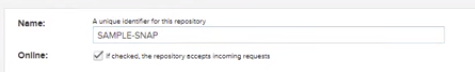 Name: A unique identifier for this repository
SAMPLE-SNAP
Online: If checked, the repository accepts incoming requests